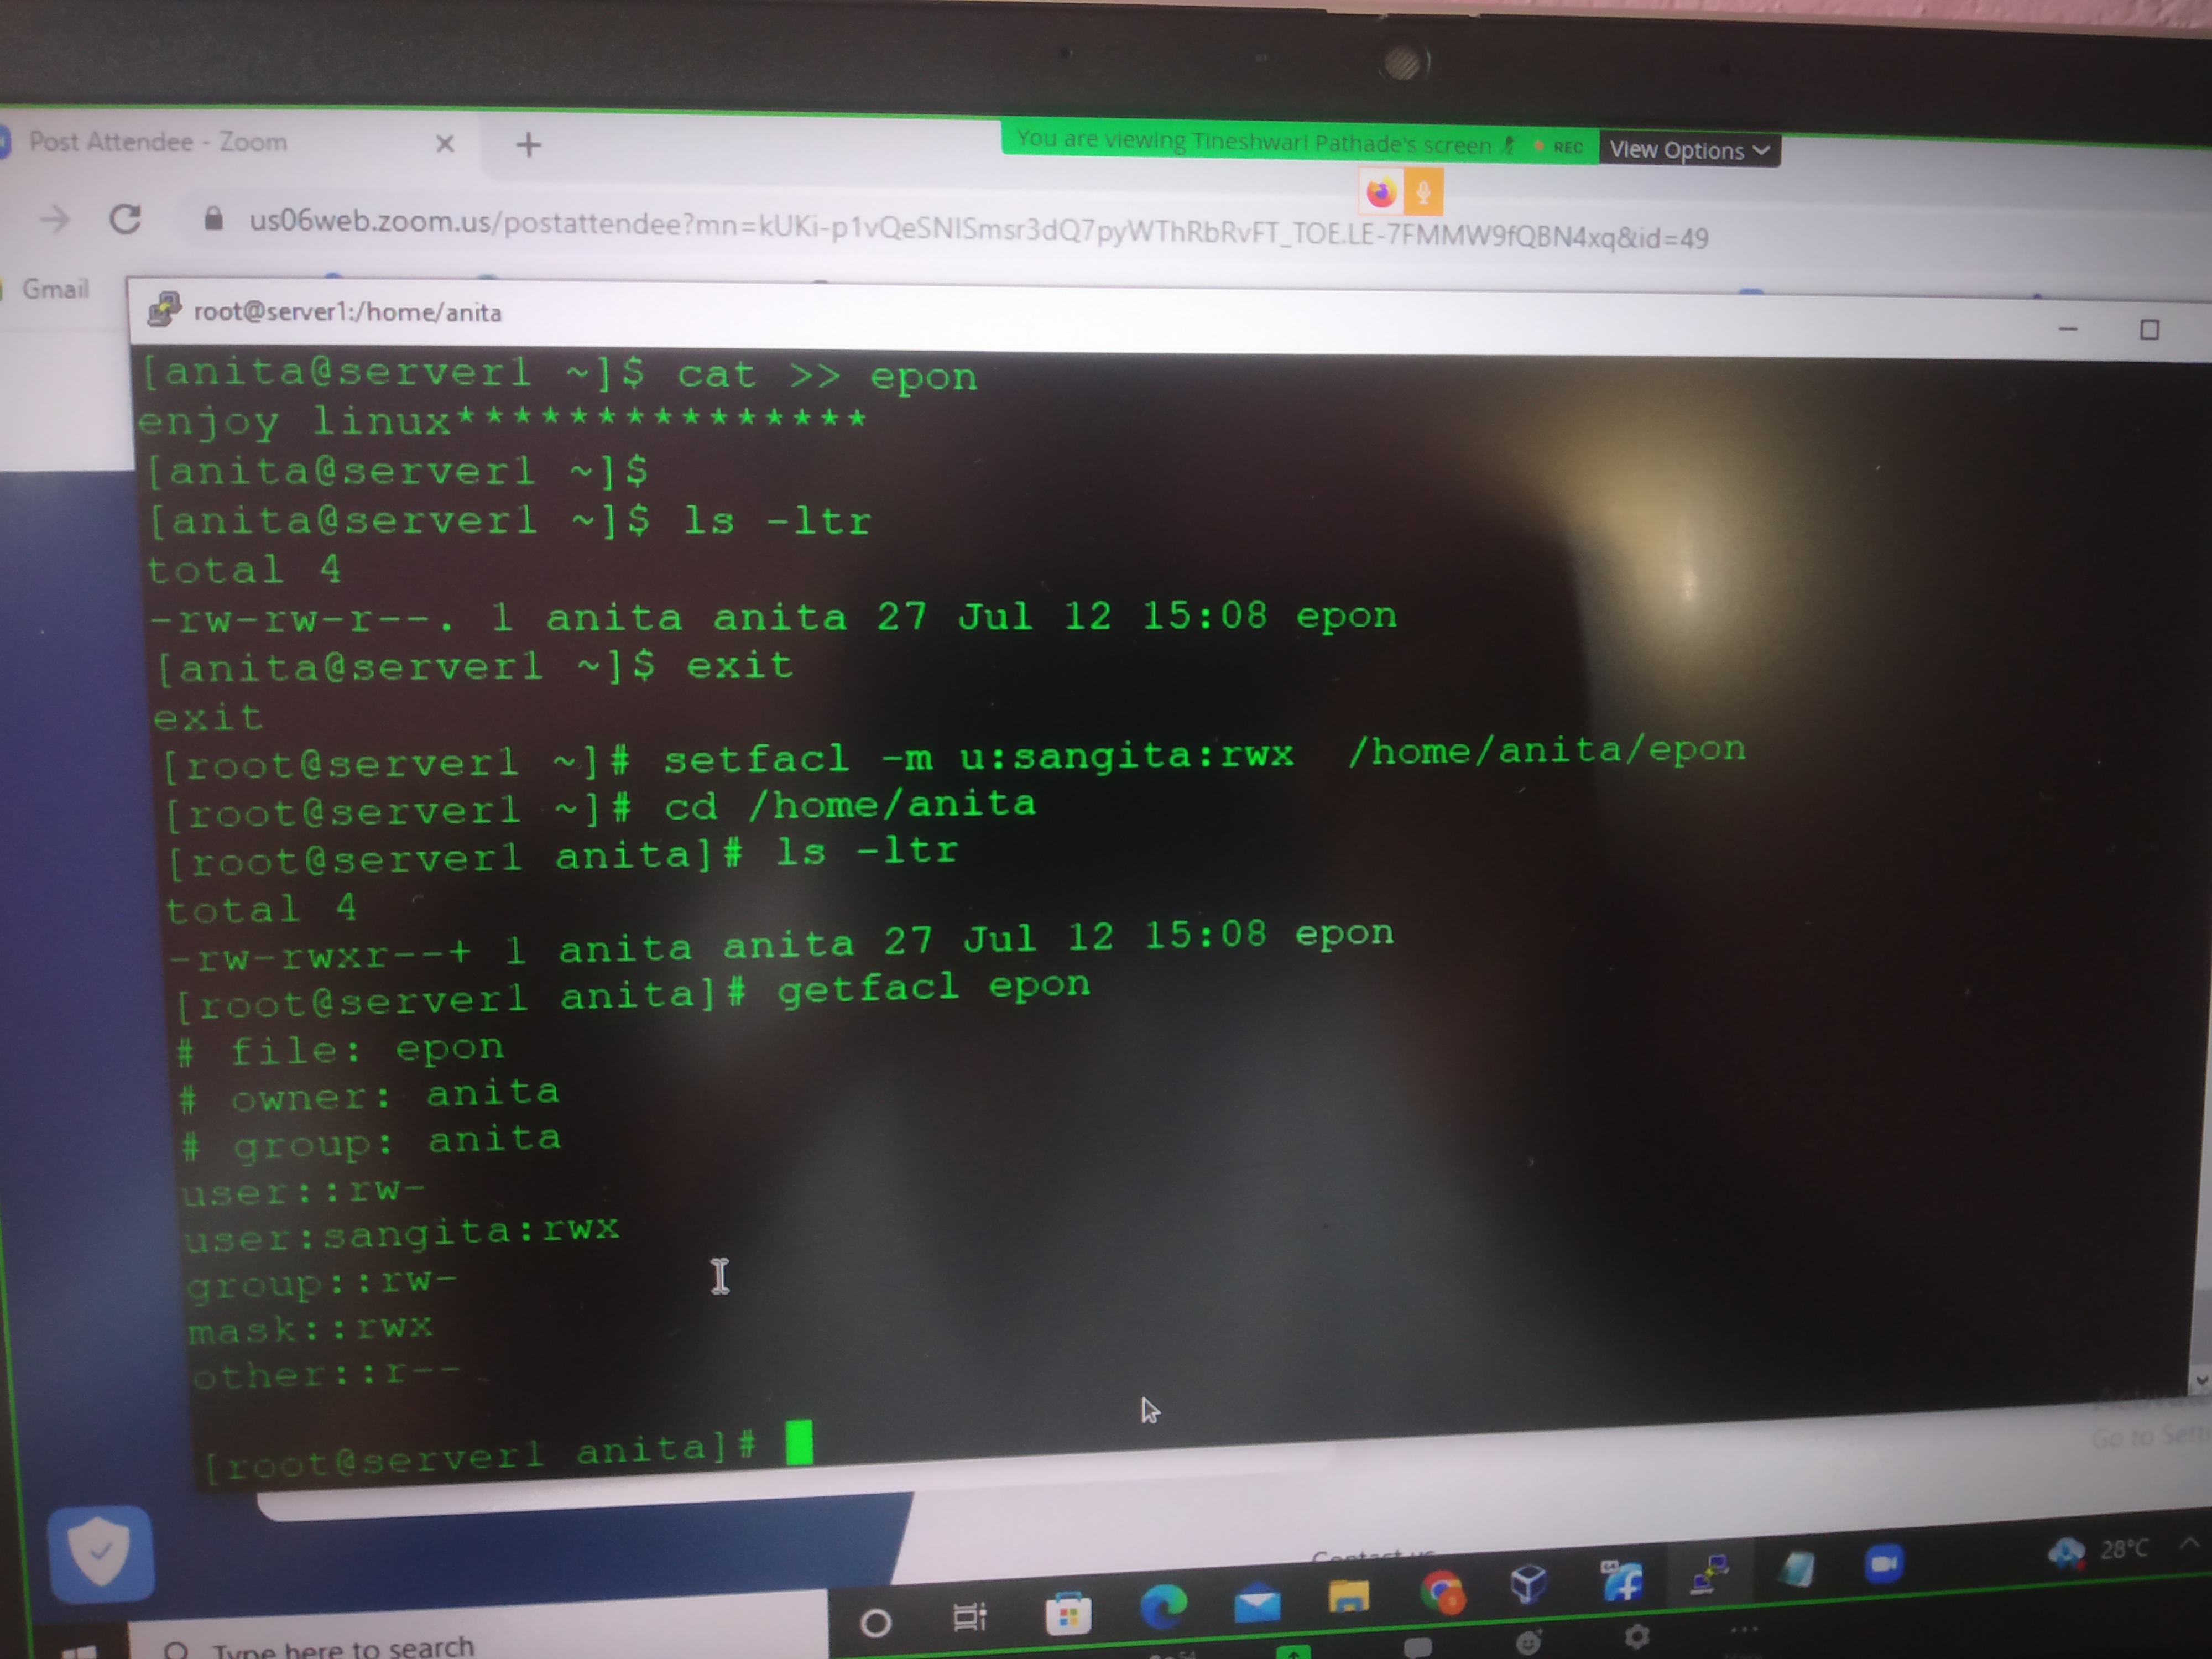 Post Attendee - Zoom
You are viewing Tineshwari Pathade's screen REC View Options
us06web.zoom.us/postattendee?mn=kUKi-p1vQeSNlSmsr3dQ7pyWThRbRvFT_TOE.LE-7FMMW9fQBN4xq&id=49
Gmail
root@server1:/home/anita
[anita@server1 ~]$ cat >> epon
enjoy linux***************
[anita@server1 ~]$
[anita@server1 ~]$ ls -ltr
total 4
-rw-rw-r--. 1 anita anita 27 Jul 12 15:08 epon
[anita@server1 ~]$ exit
exit
[root@server1 ~]# setfacl -m u:sangita:rwx  /home/anita/epon
[root@server1 ~]# cd /home/anita
[root@server1 anita]# ls -ltr
total 4
-rw-rwxr--+ 1 anita anita 27 Jul 12 15:08 epon
[root@server1 anita]# getfacl epon
# file: epon
# owner: anita
# group: anita
user::rw-
user:sangita:rwx
group::rw-
mask::rwx
other::r--
[root@server1 anita]#
Go to
Contact us
28°C
Type here to search